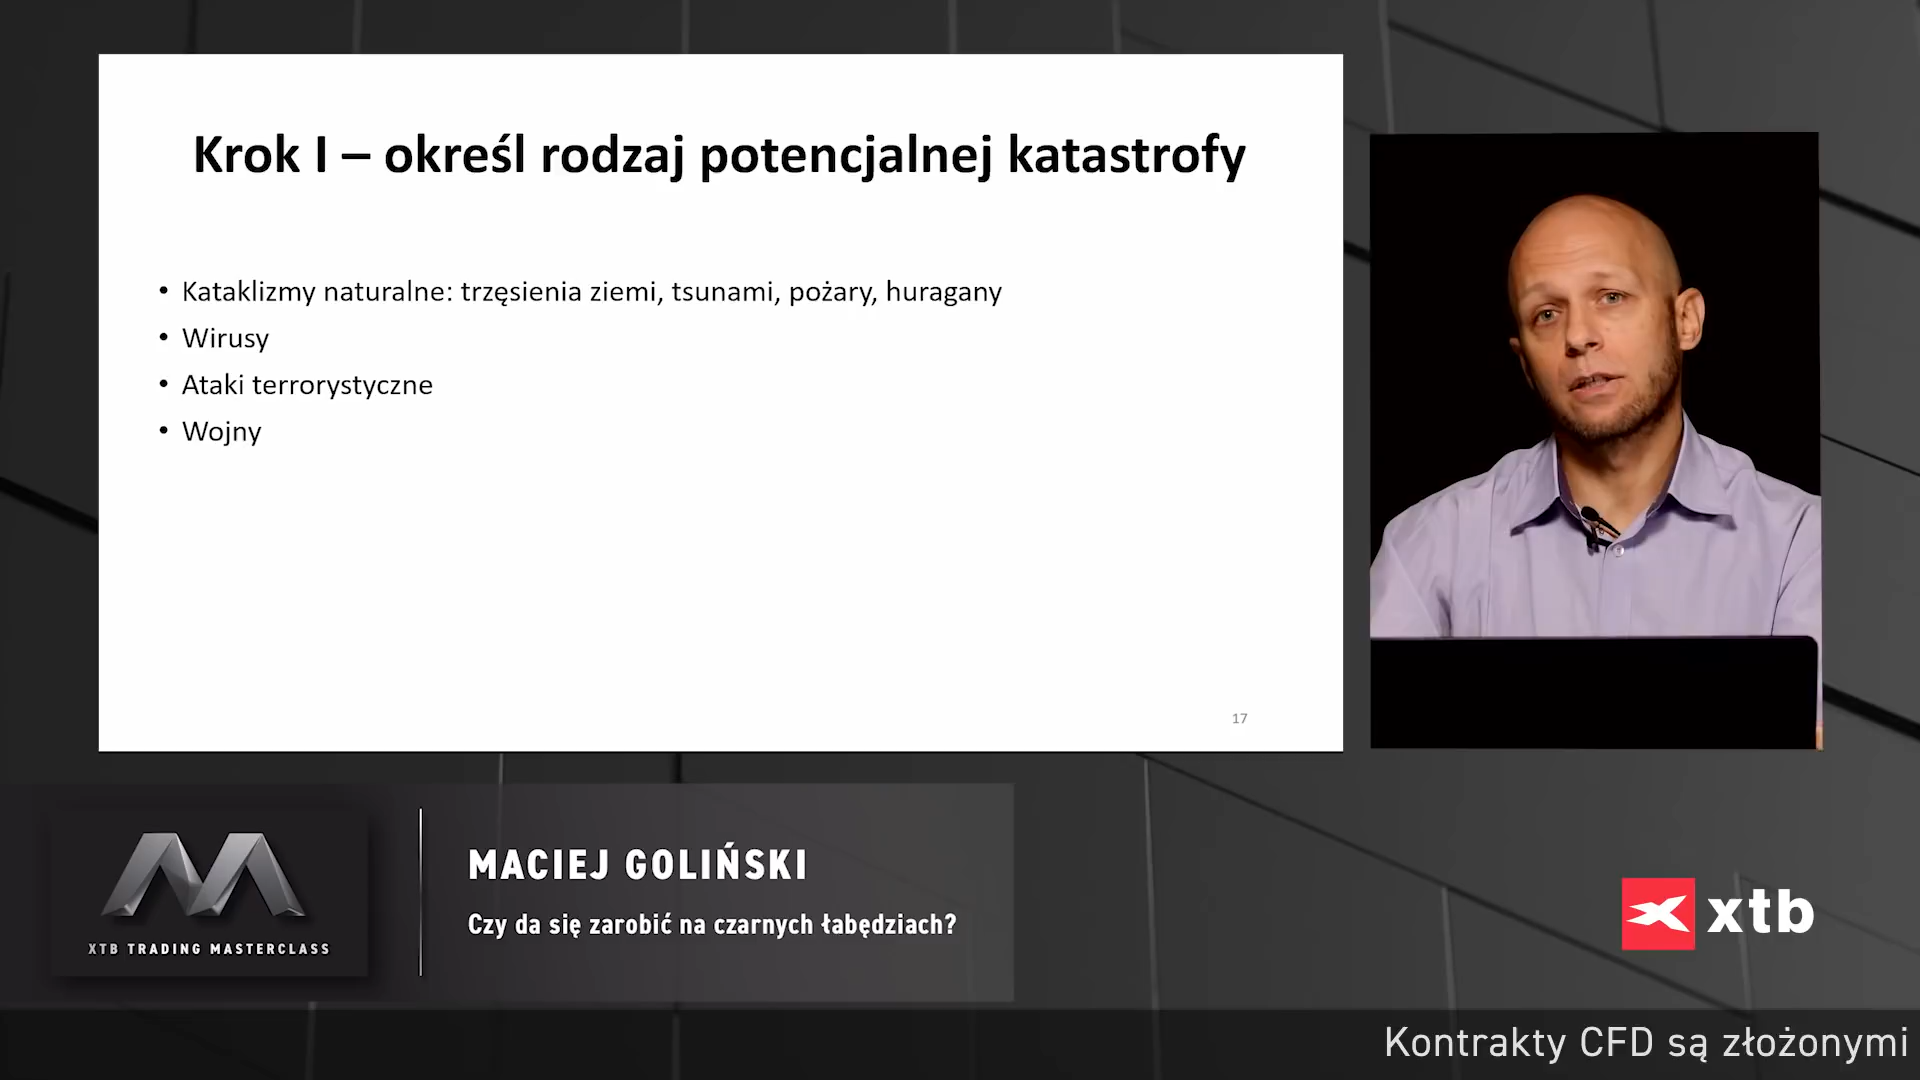 Krok I – określ rodzaj potencjalnej katastrofy
• Kataklizmy naturalne: trzęsienia ziemi, tsunami, pożary, huragany
• Wirusy
• Ataki terrorystyczne
• Wojny
17
XTB TRADING MASTERCLASS
MACIEJ GOLIŃSKI
Czy da się zarobić na czarnych łabędziach?
xtb
Kontrakty CFD są złożonymi